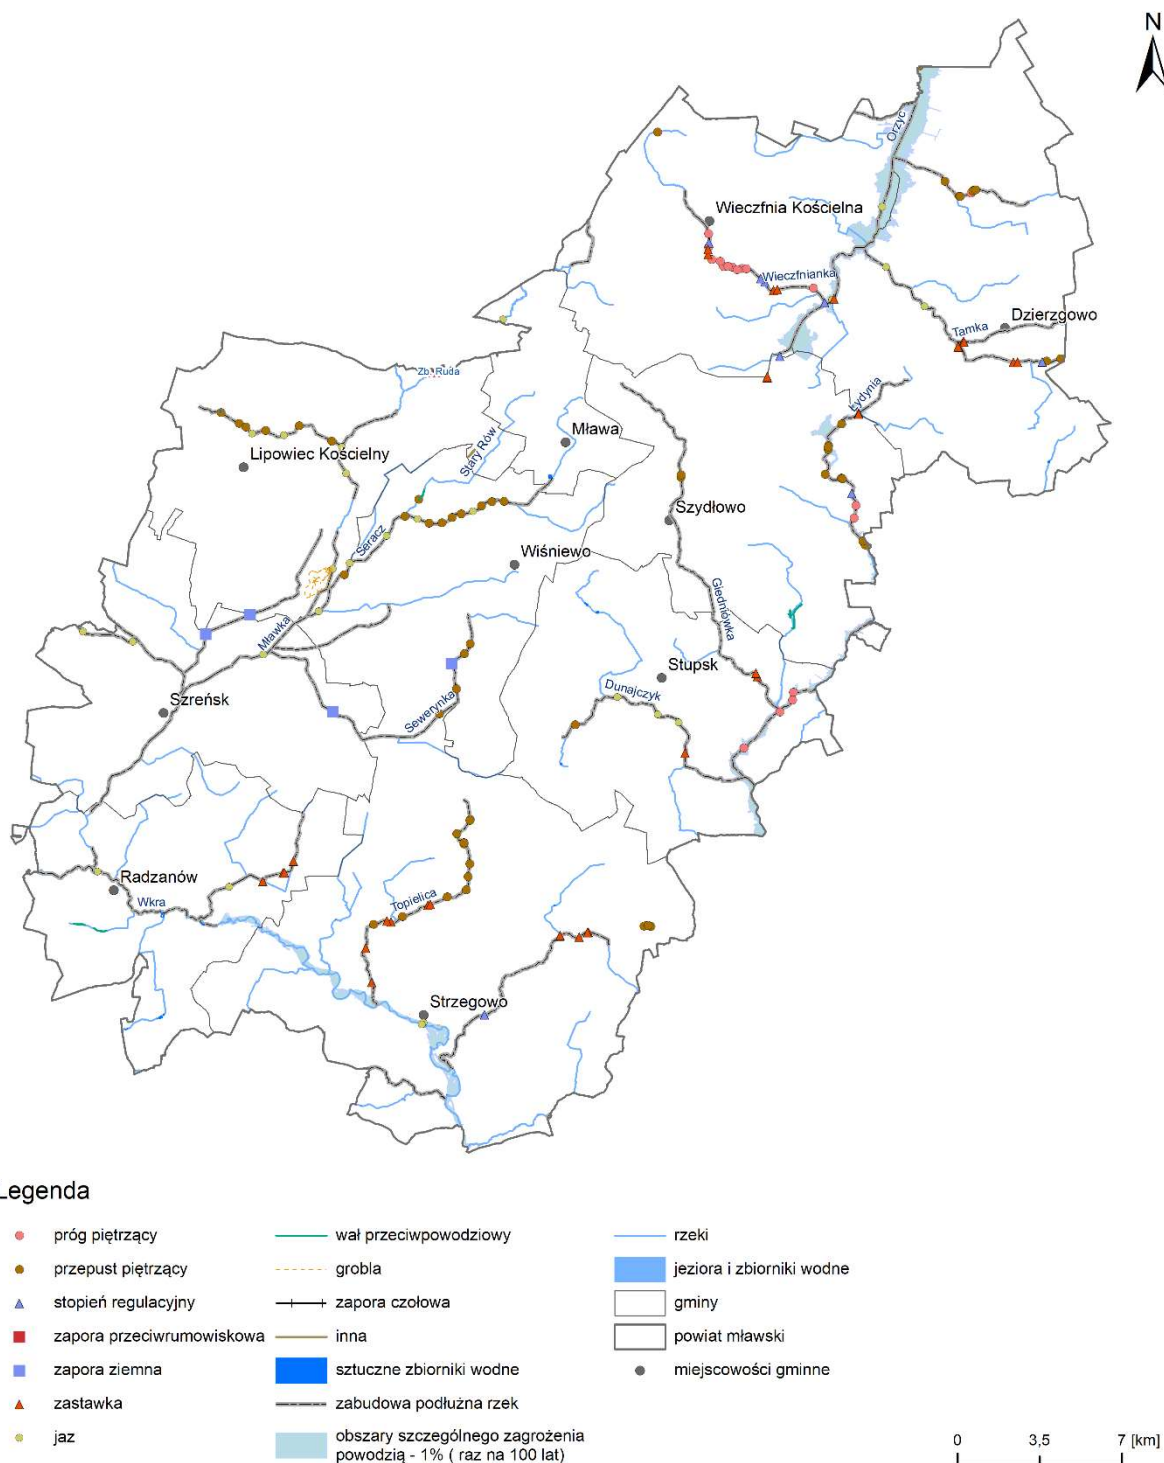 N
Orzyc
Wieczfnia Kościelna
Wieczfnianka
Dzierzgowo
Tamka
Zb. Ruda
Łydynia
Mława
Stary Rów
Lipowiec Kościelny
Szydłowo
Seracz
Wiśniewo
Giedniówka
Mławka
Stupsk
Dunajczyk
Szreńsk
Sewerynka
Radzanów
Wkra
Topielica
Strzegowo
Legenda
próg piętrzący
przepust piętrzący
stopień regulacyjny
zapora przeciwrumowiskowa
zapora ziemna
zastawka
jaz
wał przeciwpowodziowy
grobla
zapora czołowa
inna
sztuczne zbiorniki wodne
zabudowa podłużna rzek
obszary szczególnego zagrożenia
powodzią - 1% ( raz na 100 lat)
rzeki
jeziora i zbiorniki wodne
gminy
powiat mławski
miejscowości gminne
0 3,5 7 [km]